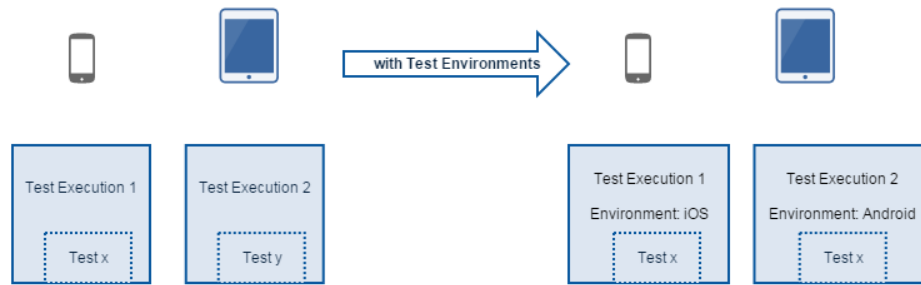 with Test Environments
Test Execution 1
Test x
Test Execution 2
Test y
Test Execution 1
Environment: iOS
Test x
Test Execution 2
Environment: Android
Test x